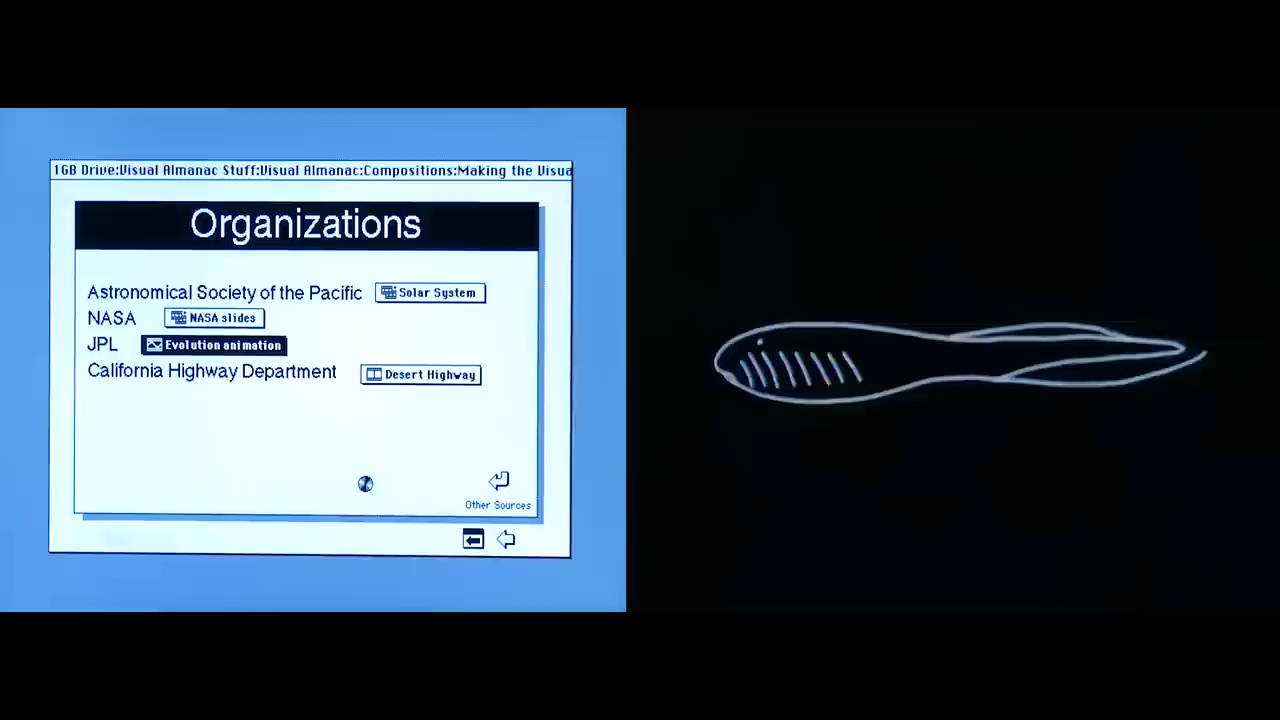 1GB Drive:Visual Almanac Stuff:Visual Almanac:Compositions:Making the Visua
Organizations
Astronomical Society of the Pacific Solar System
NASA NASA slides
JPL Evolution animation
California Highway Department Desert Highway
Other Sources